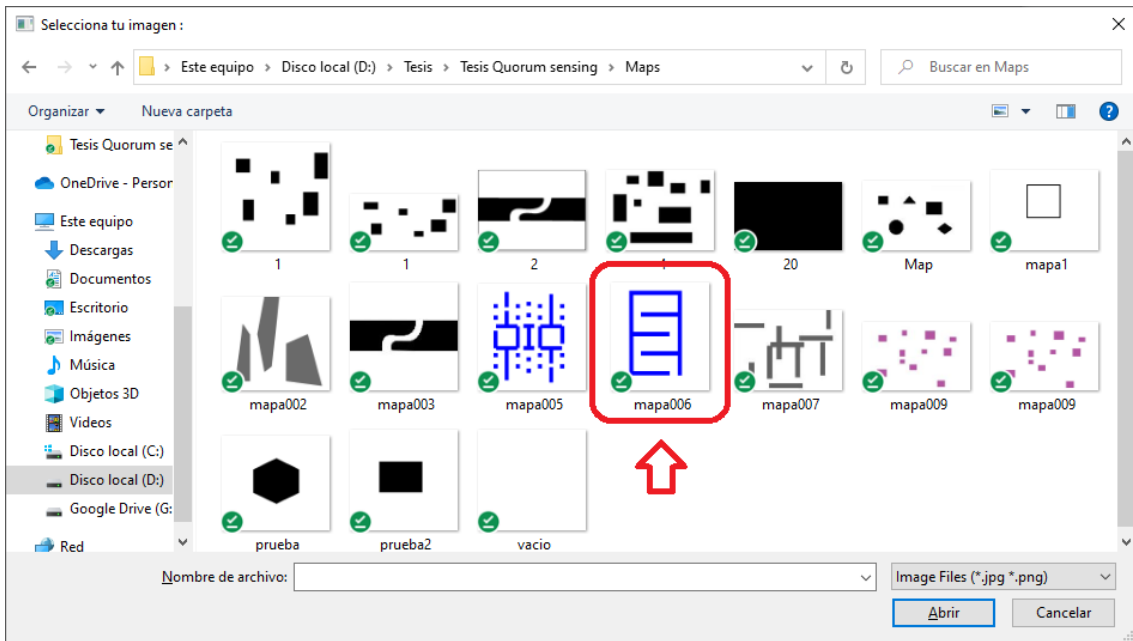 Selecciona tu imagen :
Este equipo > Disco local (D:) > Tesis > Tesis Quorum sensing > Maps
Buscar en Maps
Organizar
Nueva carpeta
Tesis Quorum se
OneDrive - Person
Este equipo
Descargas
Documentos
Escritorio
Imágenes
Música
Objetos 3D
Videos
Disco local (C:)
Disco local (D:)
Google Drive (G:
Red
1 1 2 4 20 Map mapa1
mapa002 mapa003 mapa005 mapa006 mapa007 mapa009 mapa009
prueba prueba2 vacio
Nombre de archivo:
Image Files (*.jpg *.png)
Abrir Cancelar